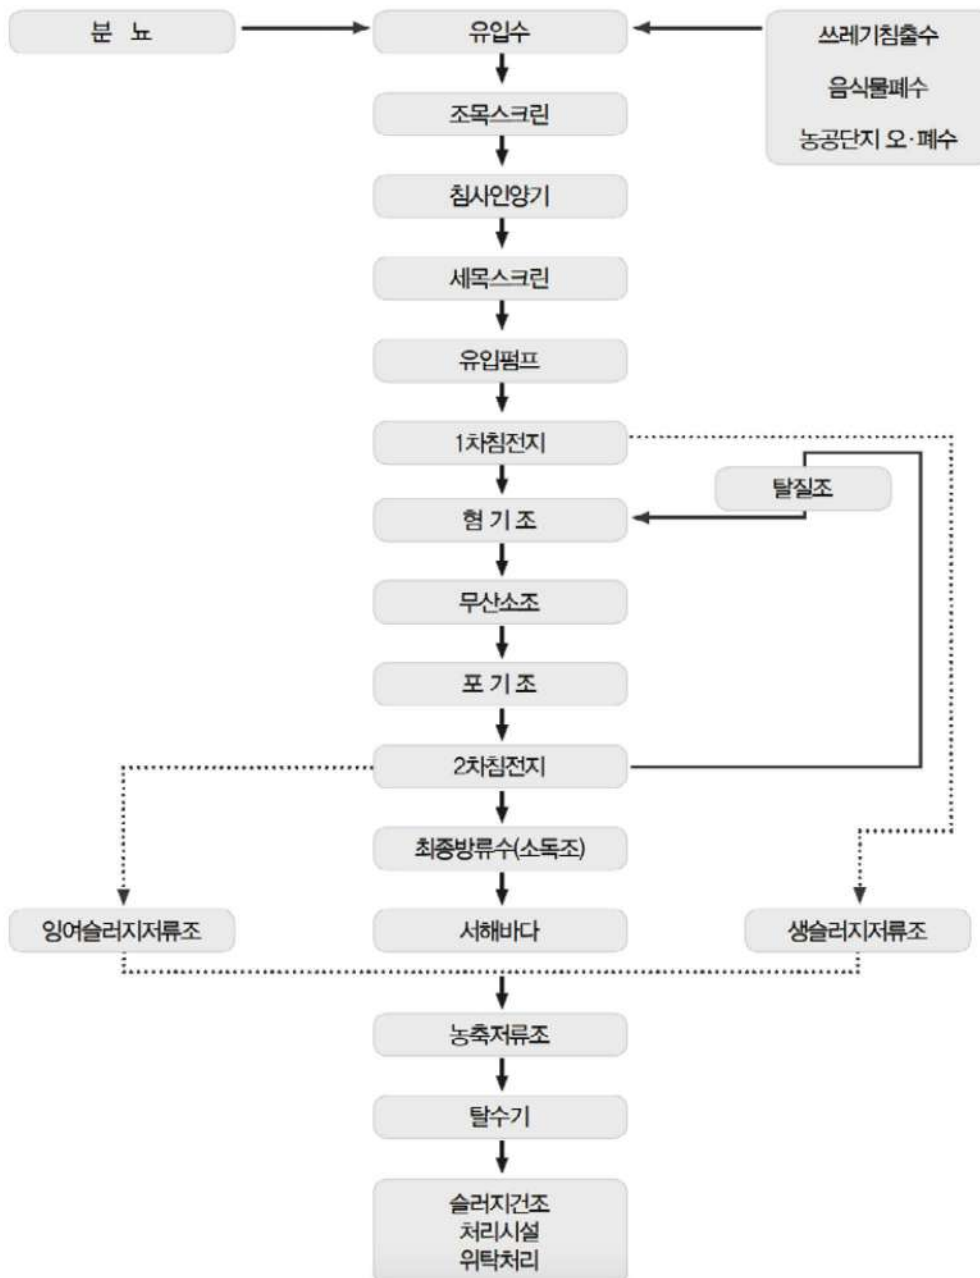 분 뇨
유입수
쓰레기침출수
음식물폐수
농공단지 오·폐수
조목스크린
침사인양기
세목스크린
유입펌프
1차침전지
탈질조
혐 기 조
무산소조
포 기 조
2차침전지
최종방류수(소독조)
잉여슬러지저류조
서해바다
생슬러지저류조
농축저류조
탈수기
슬러지건조
처리시설
위탁처리